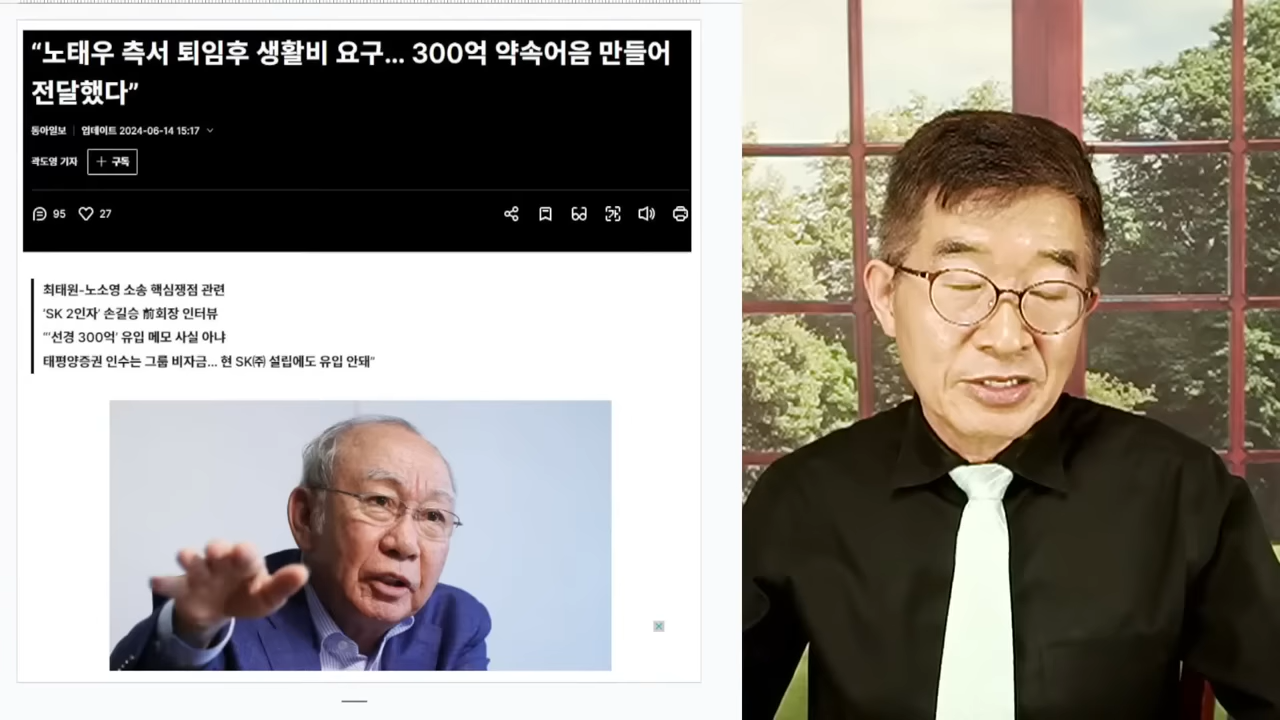 “노태우 측서 퇴임후 생활비 요구… 300억 약속어음 만들어
전달했다”
동아일보 업데이트 2024-06-14 15:17
곽도영 기자 + 구독
95 27
최태원-노소영 소송 핵심쟁점 관련
‘SK 2인자’ 손길승 前회장 인터뷰
“‘선경 300억’ 유입 메모 사실 아냐
태평양증권 인수는 그룹 비자금… 현 SK㈜ 설립에도 유입 안돼”